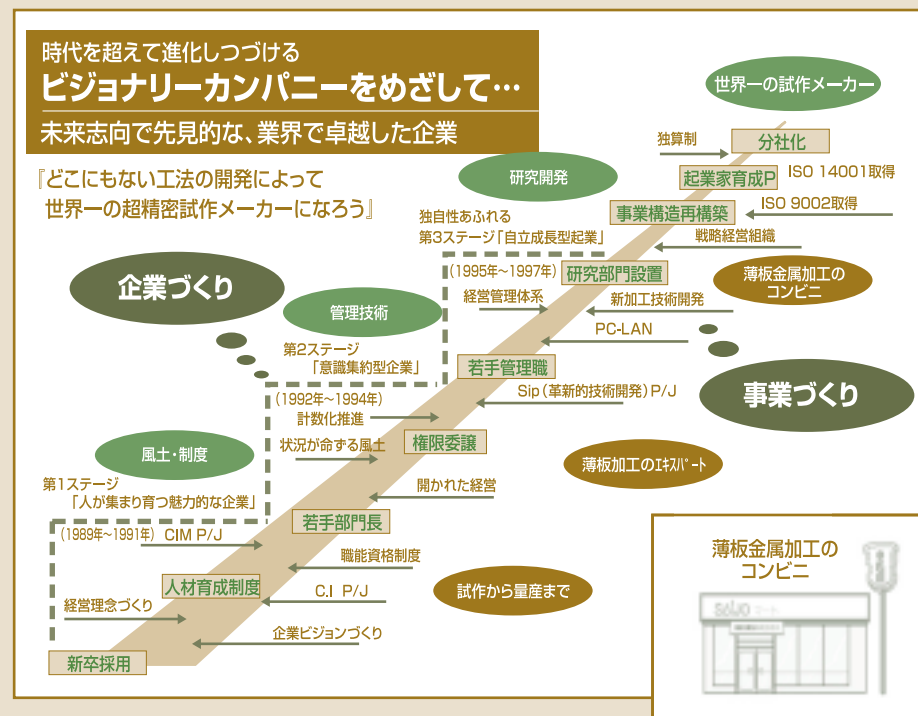 時代を超えて進化しつづける
ビジョナリーカンパニーをめざして…
未来志向で先見的な、業界で卓越した企業
『どこにもない工法の開発によって
世界一の超精密試作メーカーになろう』
世界一の試作メーカー
独算制
分社化
起業家育成P
ISO 14001取得
事業構造再構築
ISO 9002取得
戦略経営組織
研究開発
独自性あふれる
第3ステージ「自立成長型起業」
(1995年〜1997年)
研究部門設置
薄板金属加工の
コンビニ
経営管理体系
新加工技術開発
PC-LAN
企業づくり
管理技術
第2ステージ
「意識集約型企業」
(1992年〜1994年)
若手管理職
事業づくり
Sip(革新的技術開発)P/J
計数化推進
状況が命ずる風土
権限委譲
薄板加工のエキスパート
風土・制度
第1ステージ
「人が集まり育つ魅力的な企業」
開かれた経営
(1989年〜1991年)
CIM P/J
若手部門長
職能資格制度
人材育成制度
C.I P/J
試作から量産まで
経営理念づくり
企業ビジョンづくり
新卒採用
薄板金属加工の
コンビニ